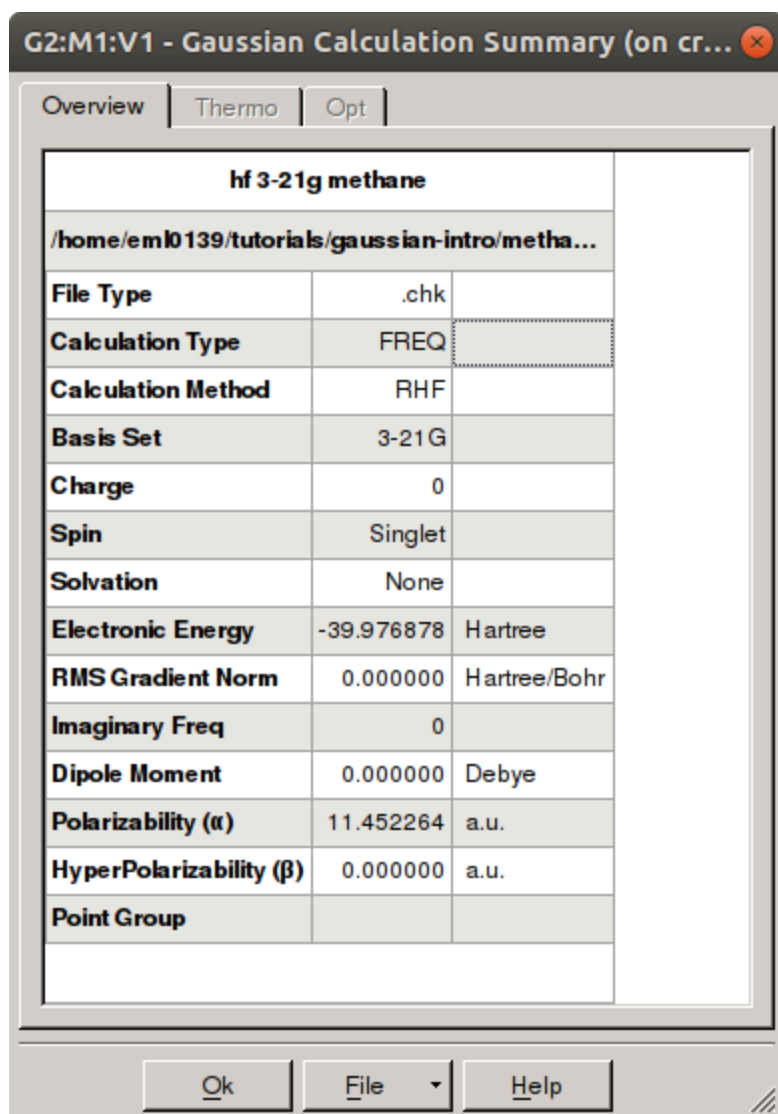 G2:M1:V1 - Gaussian Calculation Summary (on cr...
Overview Thermo Opt
hf 3-21g methane
/home/eml0139/tutorials/gaussian-intro/metha...
File Type .chk
Calculation Type FREQ
Calculation Method RHF
Basis Set 3-21G
Charge 0
Spin Singlet
Solvation None
Electronic Energy -39.976878 Hartree
RMS Gradient Norm 0.000000 Hartree/Bohr
Imaginary Freq 0
Dipole Moment 0.000000 Debye
Polarizability (α) 11.452264 a.u.
HyperPolarizability (β) 0.000000 a.u.
Point Group
Ok File Help